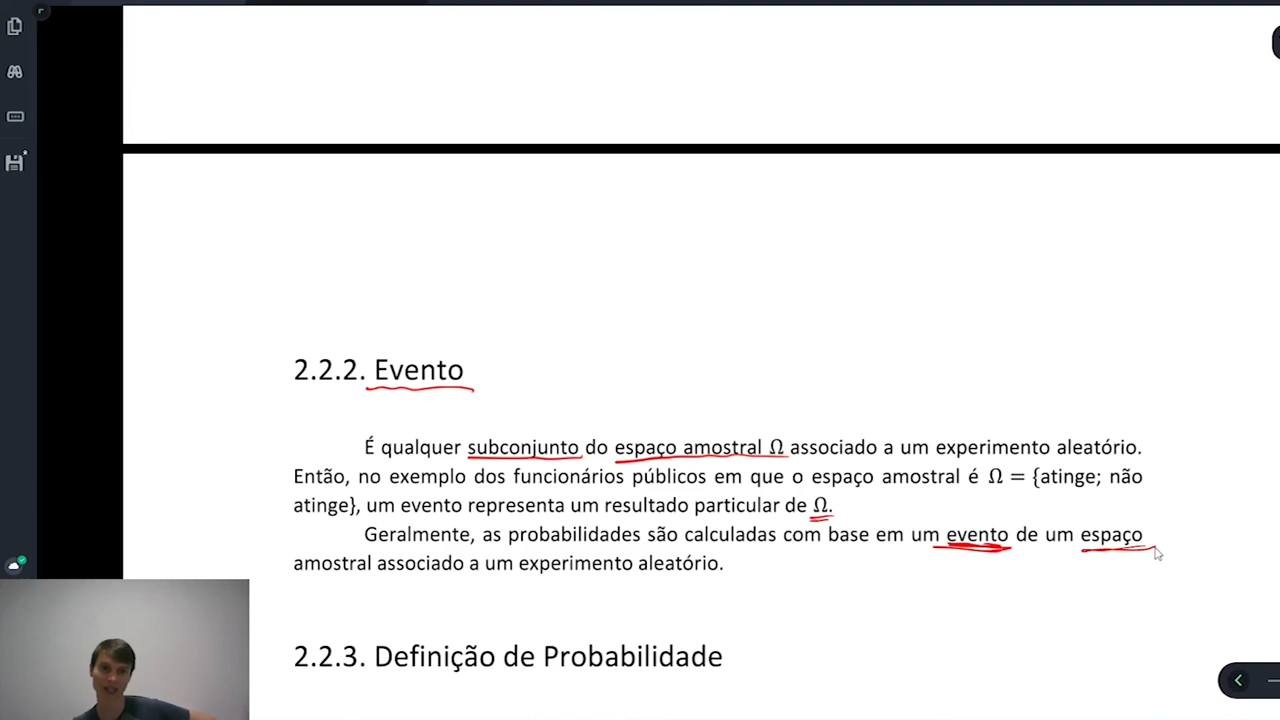 2.2.2. Evento
É qualquer subconjunto do espaço amostral Ω associado a um experimento aleatório.
Então, no exemplo dos funcionários públicos em que o espaço amostral é Ω = {atinge; não
atinge}, um evento representa um resultado particular de Ω.
Geralmente, as probabilidades são calculadas com base em um evento de um espaço
amostral associado a um experimento aleatório.
2.2.3. Definição de Probabilidade